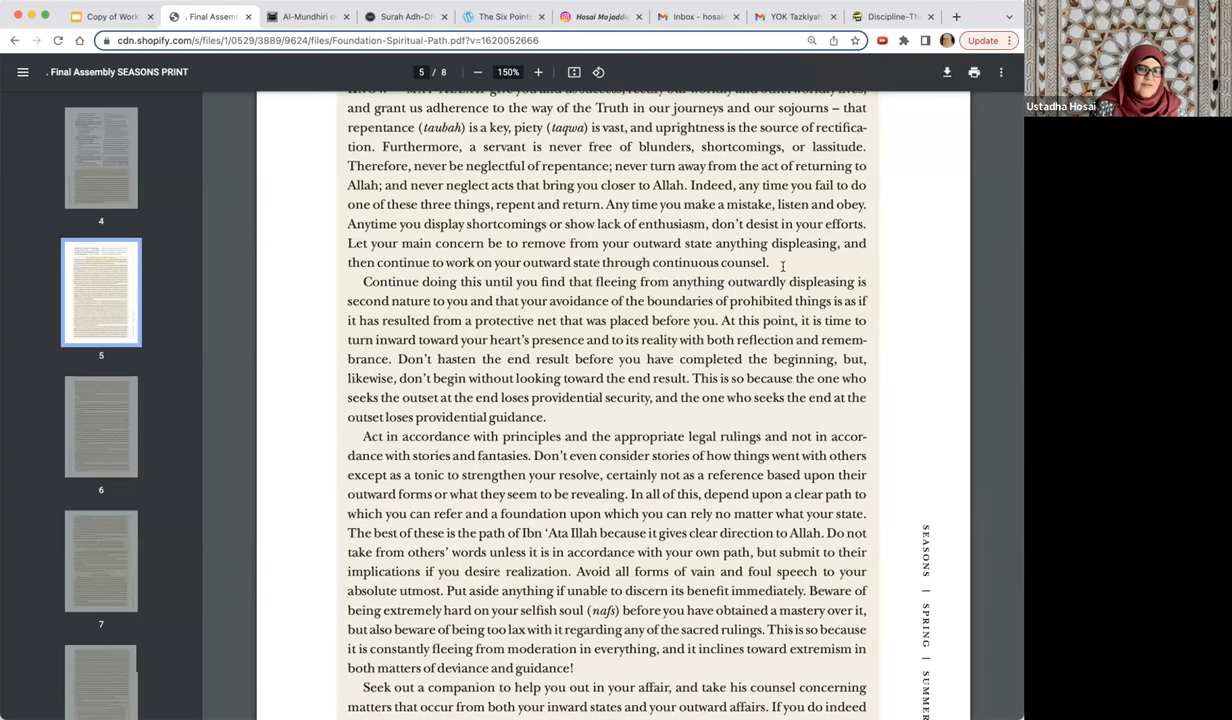 Copy of Work
. Final Assemb
Al-Mundhiri o
Surah Adh-Dh
The Six Points
Hosai Mojaddid
Inbox - hosain
YOK Tazkiyah
Discipline-The
cdn.shopify.com/s/files/1/0529/3889/9624/files/Foundation-Spiritual-Path.pdf?v=1620052666
Update
. Final Assembly SEASONS PRINT
5 / 8
150%
Ustadha Hosai
4
5
6
7
and grant us adherence to the way of the Truth in our journeys and our sojourns – that
repentance (taubah) is a key, piety (taqwa) is vast, and uprightness is the source of rectifica-
tion. Furthermore, a servant is never free of blunders, shortcomings, or lassitude.
Therefore, never be neglectful of repentance; never turn away from the act of returning to
Allah; and never neglect acts that bring you closer to Allah. Indeed, any time you fail to do
one of these three things, repent and return. Any time you make a mistake, listen and obey.
Anytime you display shortcomings or show lack of enthusiasm, don't desist in your efforts.
Let your main concern be to remove from your outward state anything displeasing, and
then continue to work on your outward state through continuous counsel.
Continue doing this until you find that fleeing from anything outwardly displeasing is
second nature to you and that your avoidance of the boundaries of prohibited things is as if
it has resulted from a protective net that was placed before you. At this point, it is time to
turn inward toward your heart's presence and to its reality with both reflection and remem-
brance. Don't hasten the end result before you have completed the beginning, but,
likewise, don't begin without looking toward the end result. This is so because the one who
seeks the outset at the end loses providential security, and the one who seeks the end at the
outset loses providential guidance.
Act in accordance with principles and the appropriate legal rulings and not in accor-
dance with stories and fantasies. Don't even consider stories of how things went with others
except as a tonic to strengthen your resolve, certainly not as a reference based upon their
outward forms or what they seem to be revealing. In all of this, depend upon a clear path to
which you can refer and a foundation upon which you can rely no matter what your state.
The best of these is the path of Ibn 'Ata Illah because it gives clear direction to Allah. Do not
take from others' words unless it is in accordance with your own path, but submit to their
implications if you desire realization. Avoid all forms of vain and foul speech to your
absolute utmost. Put aside anything if unable to discern its benefit immediately. Beware of
being extremely hard on your selfish soul (nafs) before you have obtained a mastery over it,
but also beware of being too lax with it regarding any of the sacred rulings. This is so because
it is constantly fleeing from moderation in everything, and it inclines toward extremism in
both matters of deviance and guidance!
Seek out a companion to help you out in your affair, and take his counsel concerning
matters that occur from both your inward states and your outward affairs. If you do indeed
SEASONS | SPRING | SUMMER